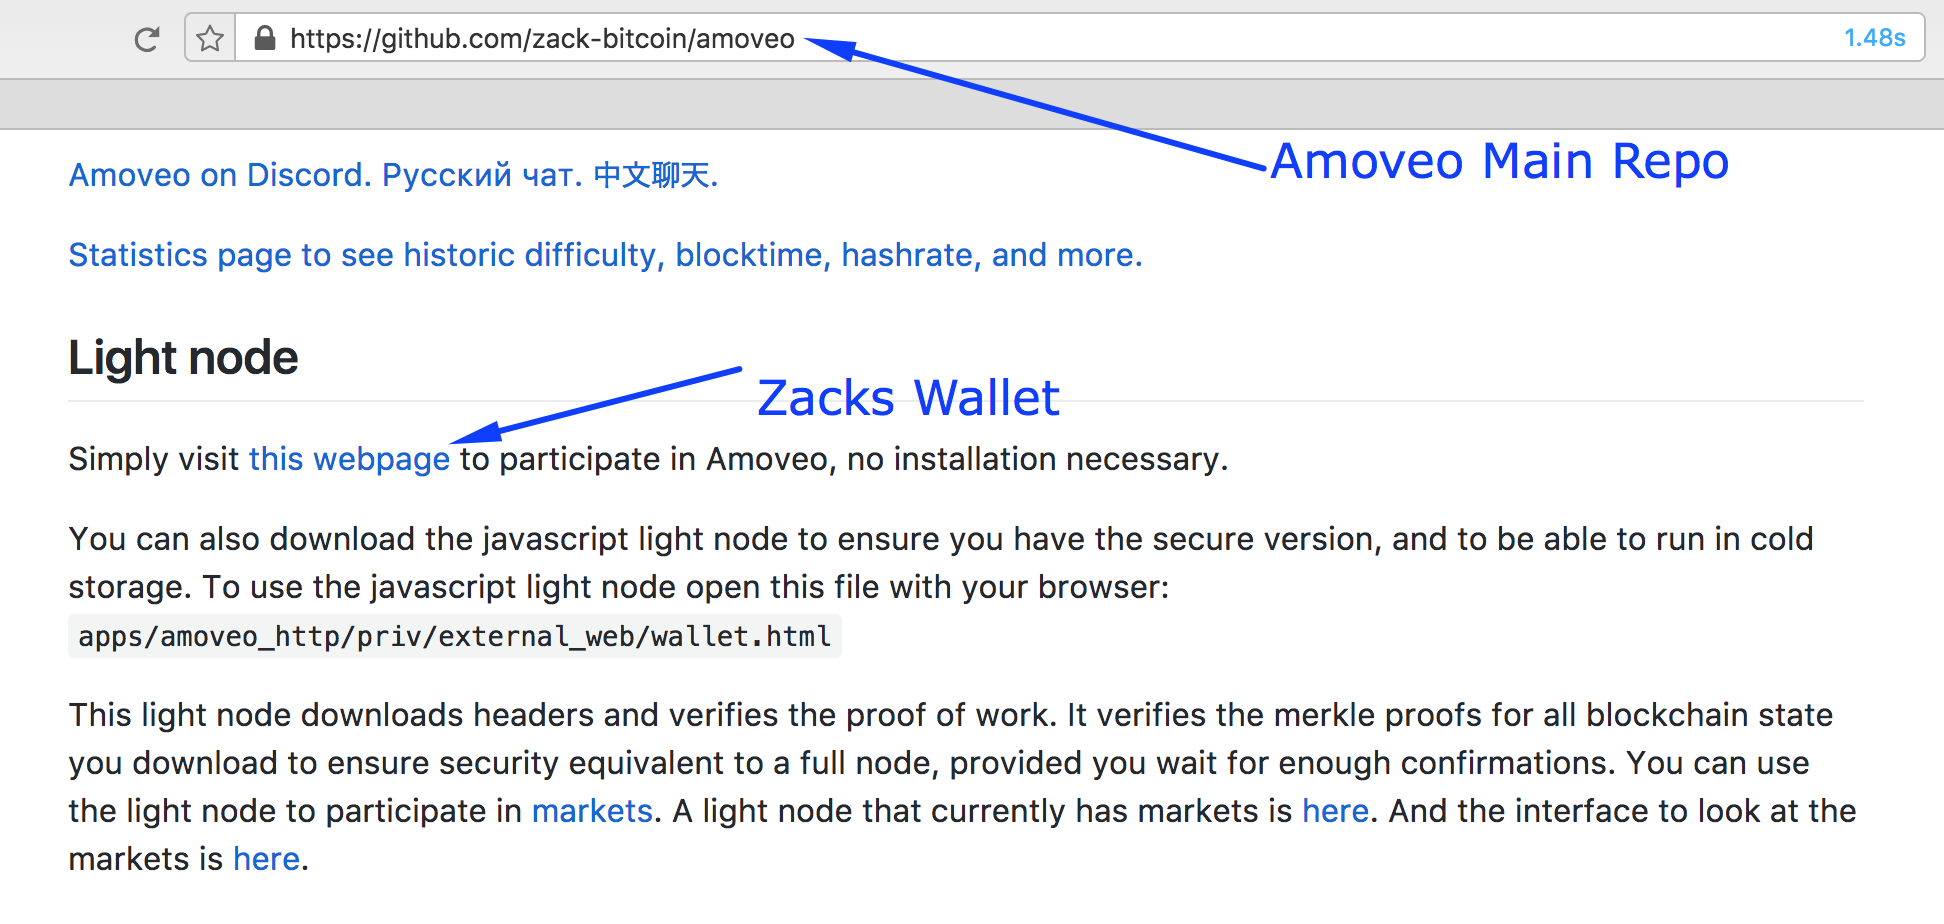 https://github.com/zack-bitcoin/amoveo
1.48s
Amoveo Main Repo
Amoveo on Discord. Русский чат. 中文聊天.
Statistics page to see historic difficulty, blocktime, hashrate, and more.
Light node
Zacks Wallet
Simply visit this webpage to participate in Amoveo, no installation necessary.
You can also download the javascript light node to ensure you have the secure version, and to be able to run in cold
storage. To use the javascript light node open this file with your browser:
apps/amoveo_http/priv/external_web/wallet.html
This light node downloads headers and verifies the proof of work. It verifies the merkle proofs for all blockchain state
you download to ensure security equivalent to a full node, provided you wait for enough confirmations. You can use
the light node to participate in markets. A light node that currently has markets is here. And the interface to look at the
markets is here.